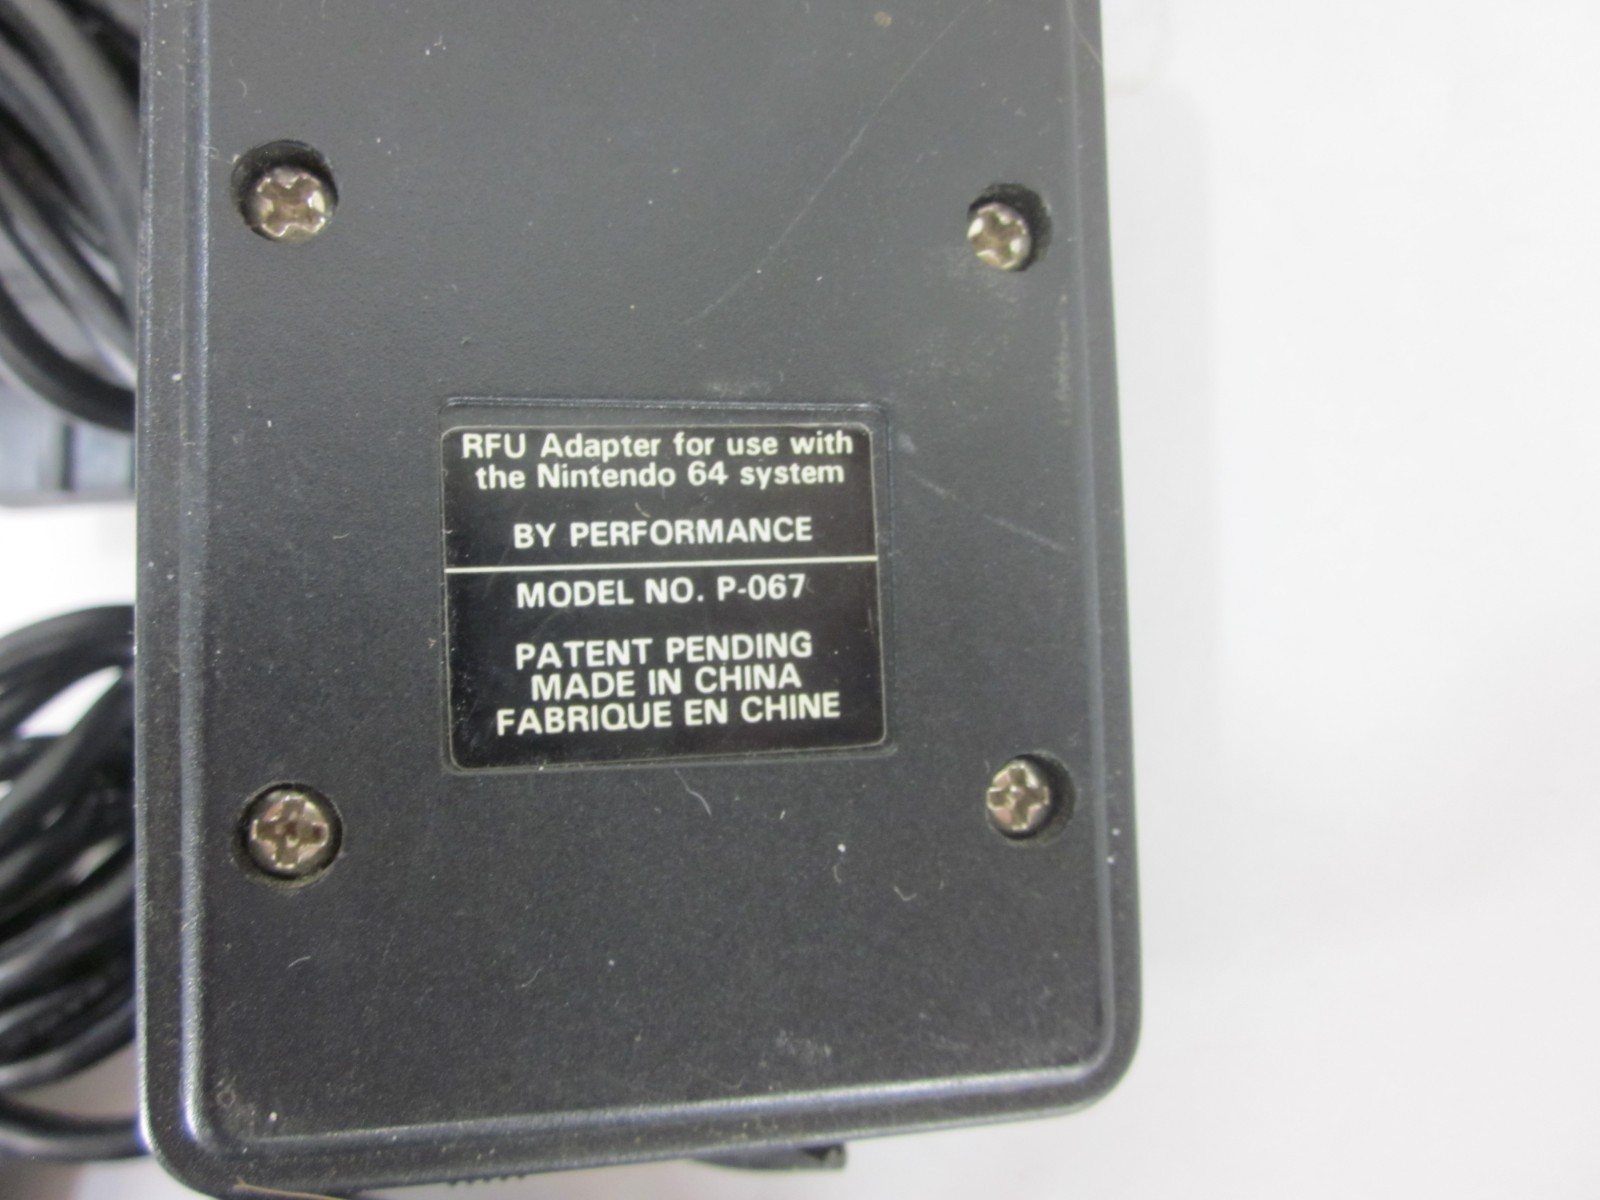 RFU Adapter for use with
the Nintendo 64 system
BY PERFORMANCE
MODEL NO. P-067
PATENT PENDING
MADE IN CHINA
FABRIQUE EN CHINE